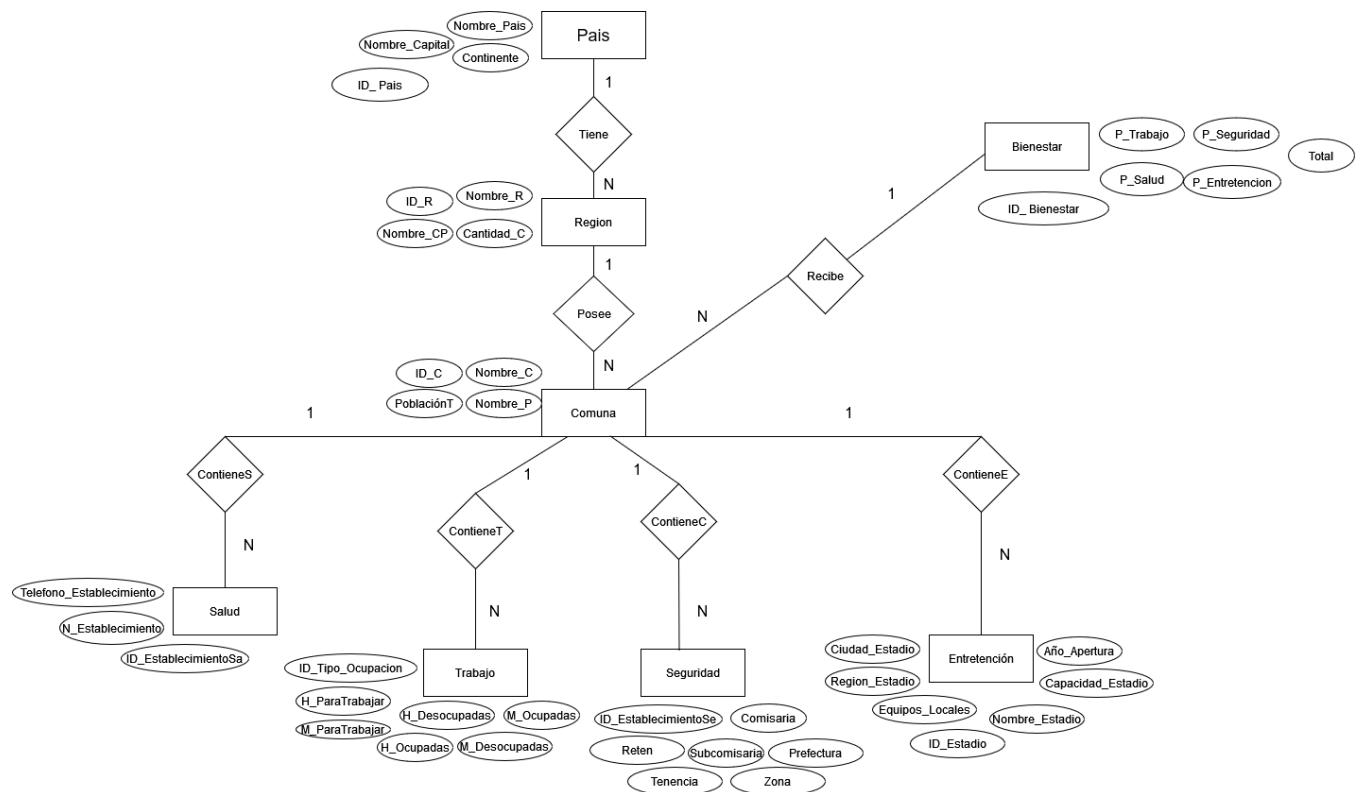 Nombre_Pais
Pais
Nombre_Capital
Continente
ID_ Pais
1
Tiene
N
Bienestar
P_Trabajo
P_Seguridad
Total
P_Salud
P_Entretencion
ID_ Bienestar
1
ID_R
Nombre_R
Region
Nombre_CP
Cantidad_C
1
Recibe
Posee
N
N
ID_C
Nombre_C
PoblaciónT
Nombre_P
Comuna
1
1
ContieneS
1
1
ContieneE
ContieneT
ContieneC
N
N
Telefono_Establecimiento
Salud
N_Establecimiento
ID_EstablecimientoSa
N
N
Ciudad_Estadio
Entretención
Año_Apertura
ID_Tipo_Ocupacion
Trabajo
Seguridad
Region_Estadio
Capacidad_Estadio
H_ParaTrabajar
H_Desocupadas
M_Ocupadas
ID_EstablecimientoSe
Comisaria
Equipos_Locales
Nombre_Estadio
M_ParaTrabajar
H_Ocupadas
M_Desocupadas
Reten
Subcomisaria
Prefectura
ID_Estadio
Tenencia
Zona